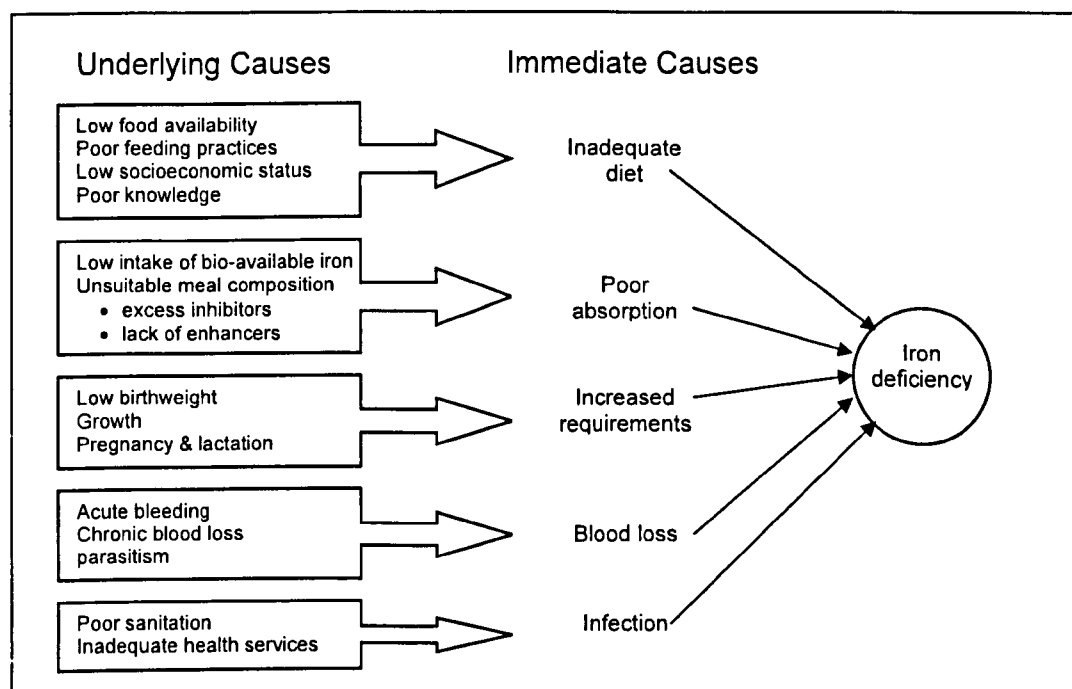 Underlying Causes
Immediate Causes
Low food availability
Poor feeding practices
Low socioeconomic status
Poor knowledge
Inadequate
diet
Low intake of bio-available iron
Unsuitable meal composition
• excess inhibitors
• lack of enhancers
Poor
absorption
Iron
deficiency
Low birthweight
Growth
Pregnancy & lactation
Increased
requirements
Acute bleeding
Chronic blood loss
parasitism
Blood loss
Poor sanitation
Inadequate health services
Infection